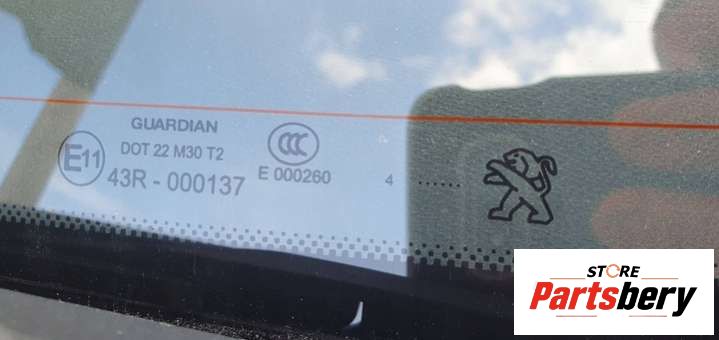 GUARDIAN
E11
DOT 22 M30 T2
43R - 000137
CCC
E 000260
4 ......
STORE
Partsbery